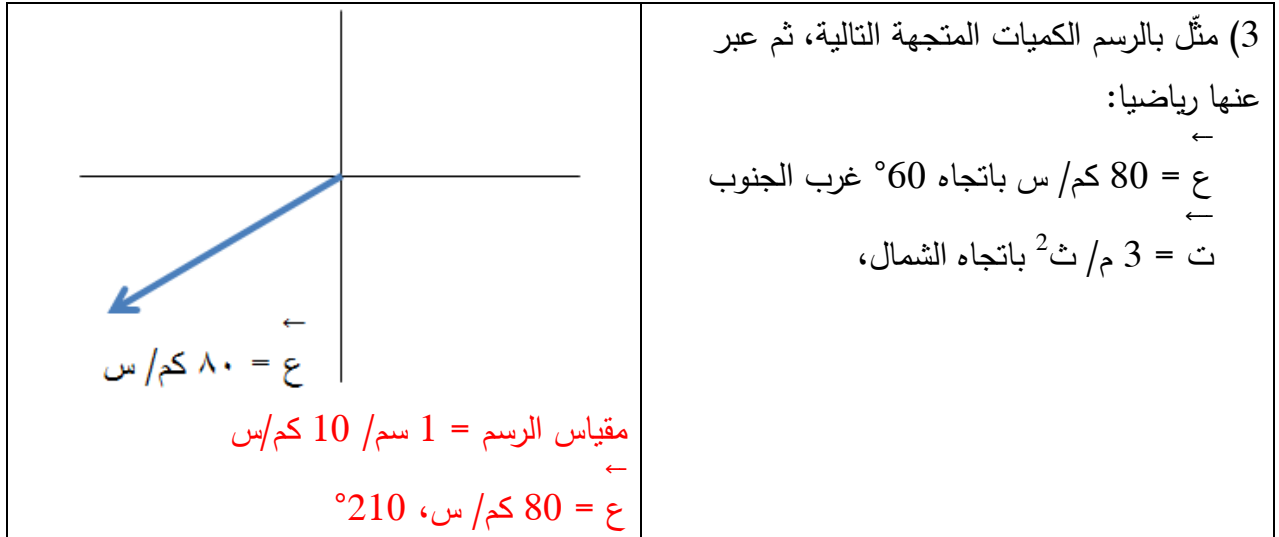 3) مثّل بالرسم الكميات المتجهة التالية، ثم عبر
عنها رياضيا:
←
ع = 80 كم/ س باتجاه 60° غرب الجنوب
←
ت = 3 م/ ث² باتجاه الشمال،
←
ع = ٨٠ كم/ س
مقياس الرسم = 1 سم/ 10 كم/س
←
ع = 80 كم/ س، 210°